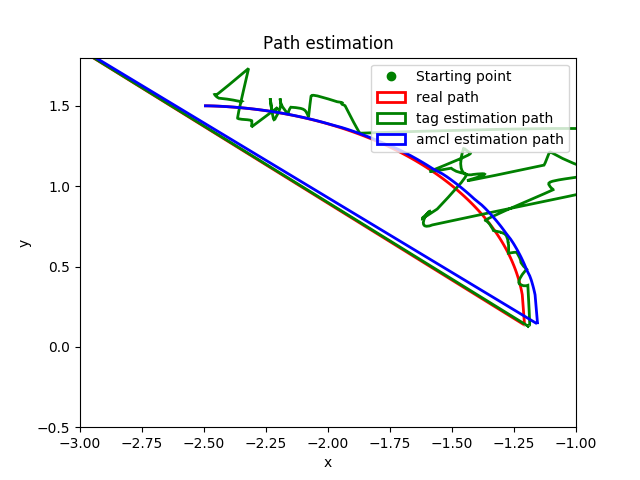 Path estimation
Starting point
real path
tag estimation path
amcl estimation path
y
1.5
1.0
0.5
0.0
−0.5
−3.00 −2.75 −2.50 −2.25 −2.00 −1.75 −1.50 −1.25 −1.00
x